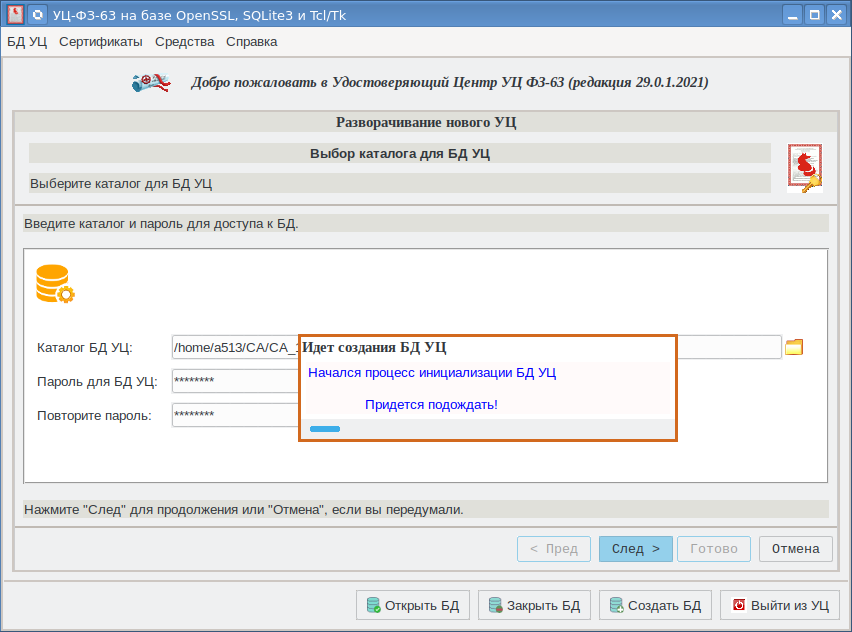 УЦ-ФЗ-63 на базе OpenSSL, SQLite3 и Tcl/Tk
БД УЦ Сертификаты Средства Справка
Добро пожаловать в Удостоверяющий Центр УЦ ФЗ-63 (редакция 29.0.1.2021)
Разворачивание нового УЦ
Выбор каталога для БД УЦ
Выберите каталог для БД УЦ
Введите каталог и пароль для доступа к БД.
Каталог БД УЦ: /home/a513/CA/CA_
Идет создания БД УЦ
Начался процесс инициализации БД УЦ
Пароль для БД УЦ: ********
Придется подождать!
Повторите пароль: ********
Нажмите "След" для продолжения или "Отмена", если вы передумали.
< Пред След > Готово Отмена
Открыть БД Закрыть БД Создать БД Выйти из УЦ